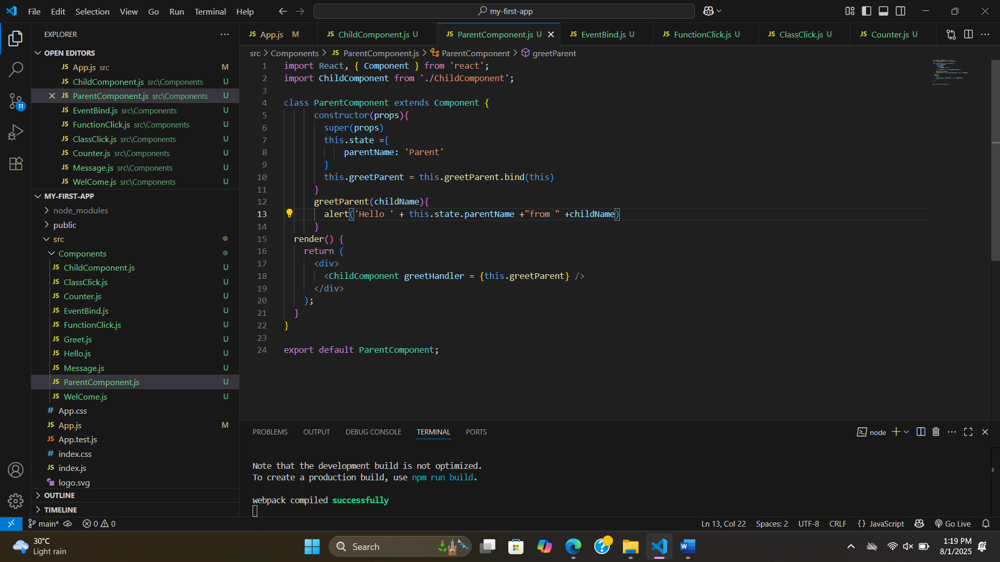 File Edit Selection View Go Run Terminal Help
my-first-app
EXPLORER
OPEN EDITORS
JS App.js src M
JS ChildComponent.js src\Components U
JS ParentComponent.js src\Components U
JS EventBind.js src\Components U
JS FunctionClick.js src\Components U
JS ClassClick.js src\Components U
JS Counter.js src\Components U
JS Message.js src\Components U
JS WelCome.js src\Components U
MY-FIRST-APP
node_modules
public
src
Components
JS ChildComponent.js U
JS ClassClick.js U
JS Counter.js U
JS EventBind.js U
JS FunctionClick.js U
JS Greet.js U
JS Hello.js U
JS Message.js U
JS ParentComponent.js U
JS WelCome.js U
# App.css
JS App.js M
JS App.test.js
# index.css
JS index.js
logo.svg
OUTLINE
TIMELINE
11
JS App.js M JS ChildComponent.js U JS ParentComponent.js U JS EventBind.js U JS FunctionClick.js U JS ClassClick.js U JS Counter.js U
src > Components > JS ParentComponent.js > ParentComponent > greetParent
1 import React, { Component } from 'react';
2 import ChildComponent from './ChildComponent';
3
4 class ParentComponent extends Component {
5 constructor(props){
6 super(props)
7 this.state ={
8 parentName: 'Parent'
9 }
10 this.greetParent = this.greetParent.bind(this)
11 }
12 greetParent(childName){
13 alert('Hello ' + this.state.parentName +"from " +childName)
14 }
15 render() {
16 return (
17 <div>
18 <ChildComponent greetHandler = {this.greetParent} />
19 </div>
20 );
21 }
22 }
23
24 export default ParentComponent;
PROBLEMS OUTPUT DEBUG CONSOLE TERMINAL PORTS
node
Note that the development build is not optimized.
To create a production build, use npm run build.
webpack compiled successfully
main* 0 0 Ln 13, Col 22 Spaces: 2 UTF-8 CRLF {} JavaScript Go Live
30°C
Light rain
Search
1:19 PM
8/1/2025